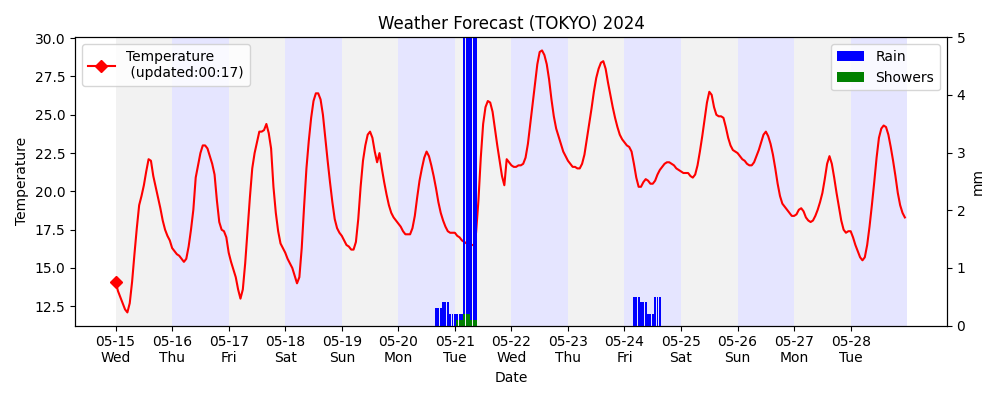 Weather Forecast (TOKYO) 2024
Temperature
(updated:00:17)
Rain
Showers
30.0
27.5
25.0
22.5
20.0
17.5
15.0
12.5
Temperature
5
4
3
2
1
0
mm
05-15 05-16 05-17 05-18 05-19 05-20 05-21 05-22 05-23 05-24 05-25 05-26 05-27 05-28
Wed Thu Fri Sat Sun Mon Tue Wed Thu Fri Sat Sun Mon Tue
Date